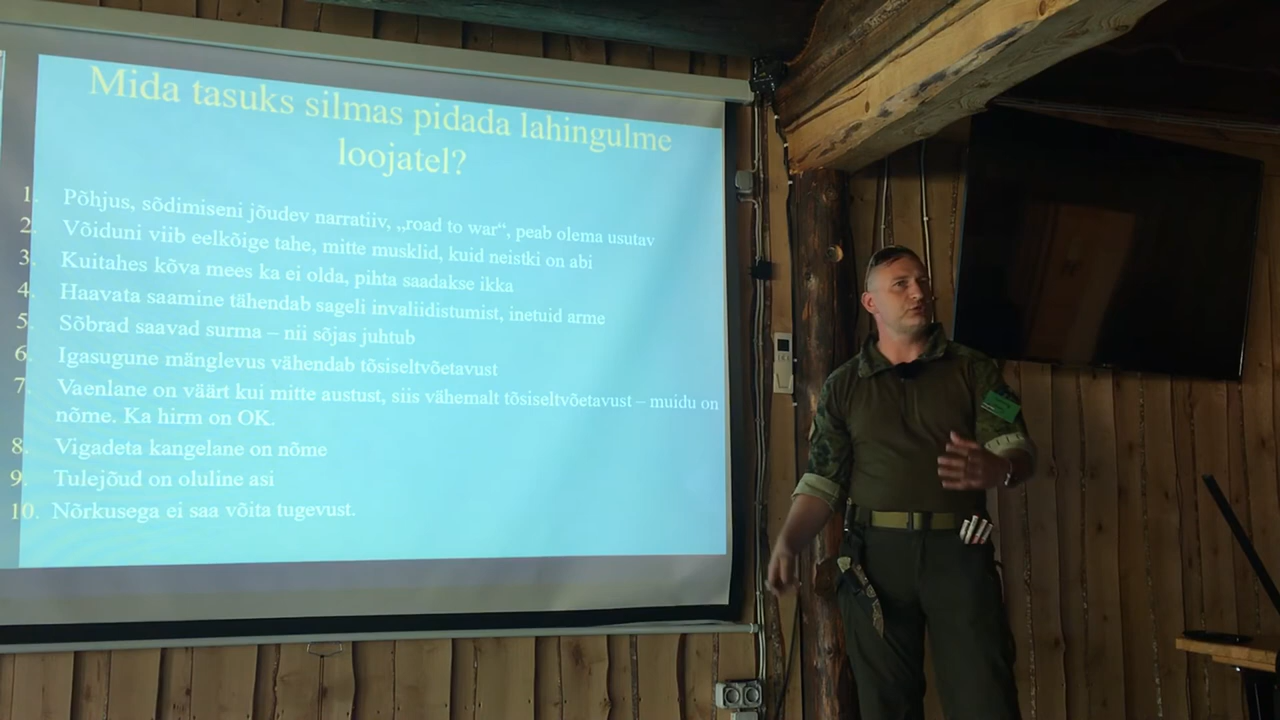 Mida tasuks silmas pidada lahingulme
loojatel?
1. Põhjus, sõdimiseni jõudev narratiiv, „road to war“, peab olema usutav
2. Võiduni viib eelkõige tahe, mitte musklid, kuid neistki on abi
3. Kuitahes kõva mees ka ei olda, pihta saadakse ikka
4. Haavata saamine tähendab sageli invaliidistumist, inetuid arme
5. Sõbrad saavad surma – nii sõjas juhtub
6. Igasugune mänglevus vähendab tõsiseltvõetavust
7. Vaenlane on väärt kui mitte austust, siis vähemalt tõsiseltvõetavust – muidu on
nõme. Ka hirm on OK.
8. Vigadeta kangelane on nõme
9. Tulejõud on oluline asi
10. Nõrkusega ei saa võita tugevust.